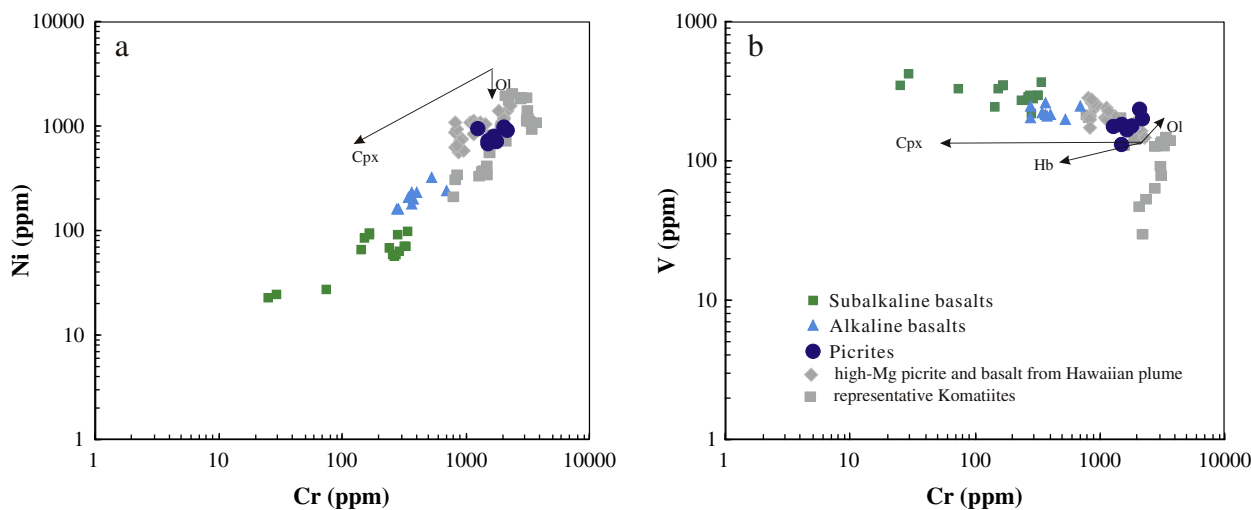 a
10000
1000
100
10
1
Ni (ppm)
Ol
Cpx
1 10 100 1000 10000
Cr (ppm)
b
1000
100
10
1
V (ppm)
Ol
Cpx
Hb
Subalkaline basalts
Alkaline basalts
Picrites
high-Mg picrite and basalt from Hawaiian plume
representative Komatiites
1 10 100 1000 10000
Cr (ppm)